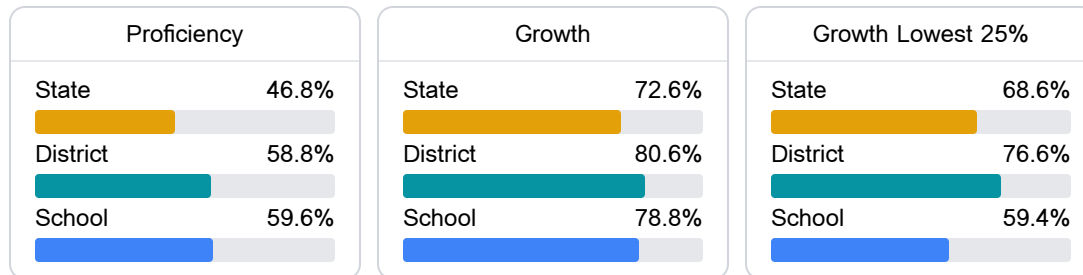 Proficiency
State 46.8%
District 58.8%
School 59.6%
Growth
State 72.6%
District 80.6%
School 78.8%
Growth Lowest 25%
State 68.6%
District 76.6%
School 59.4%